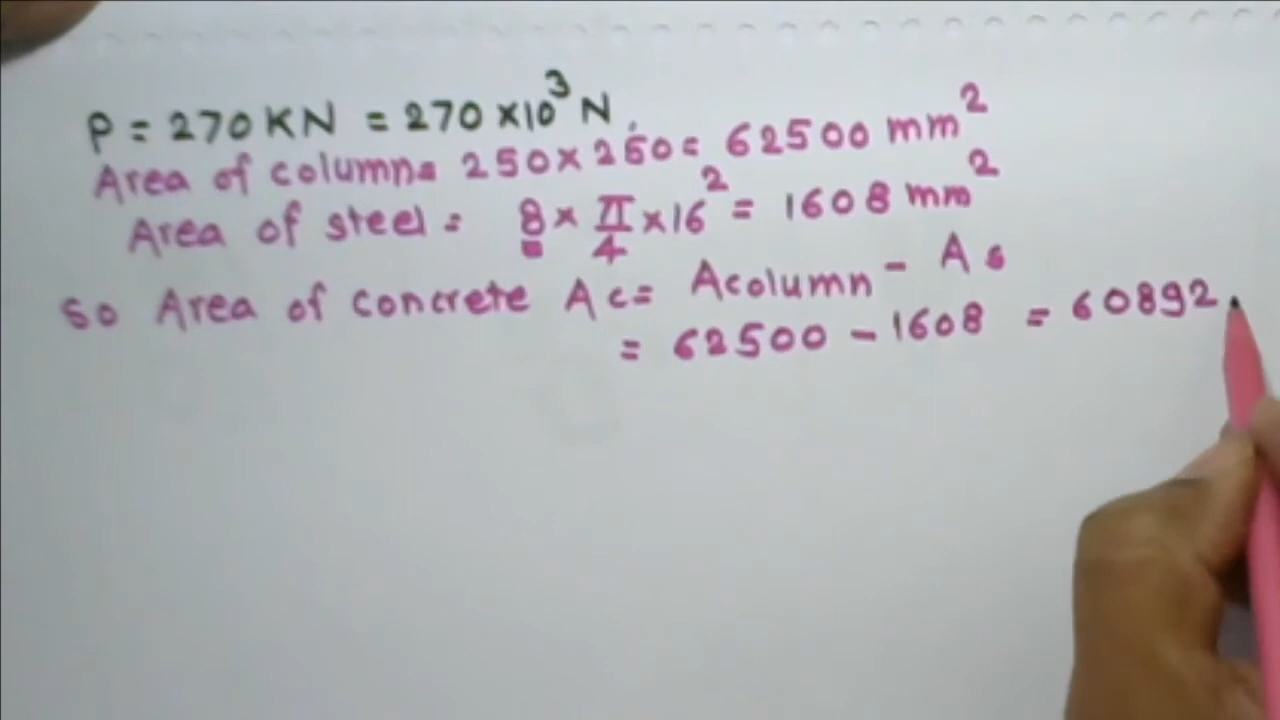 P = 270 KN = 270 × 10³ N
Area of column = 250 × 250 = 62500 mm²
Area of steel = 8 × π/4 × 16² = 1608 mm²
So Area of concrete Ac = Acolumn - As
= 62500 - 1608 = 60892